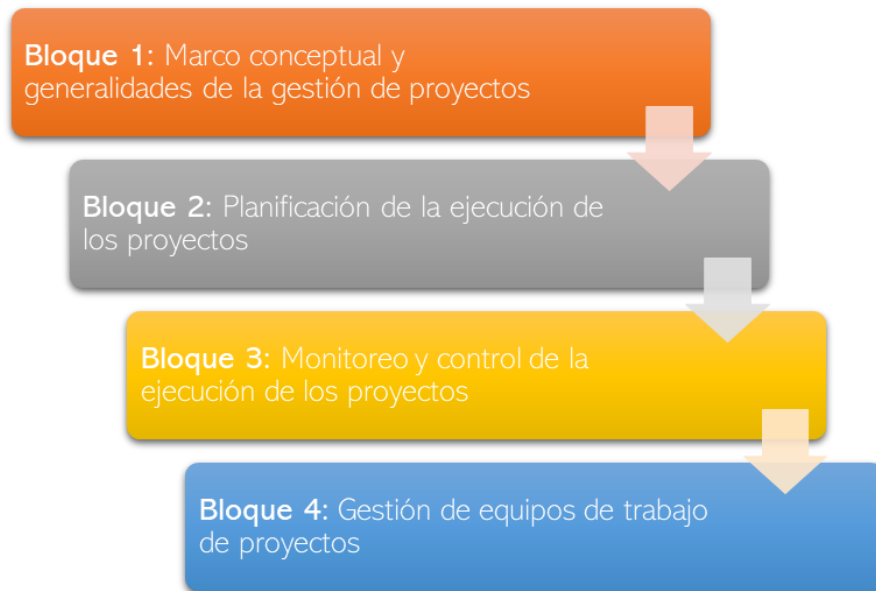 Bloque 1: Marco conceptual y
generalidades de la gestión de proyectos
Bloque 2: Planificación de la ejecución de
los proyectos
Bloque 3: Monitoreo y control de la
ejecución de los proyectos
Bloque 4: Gestión de equipos de trabajo
de proyectos